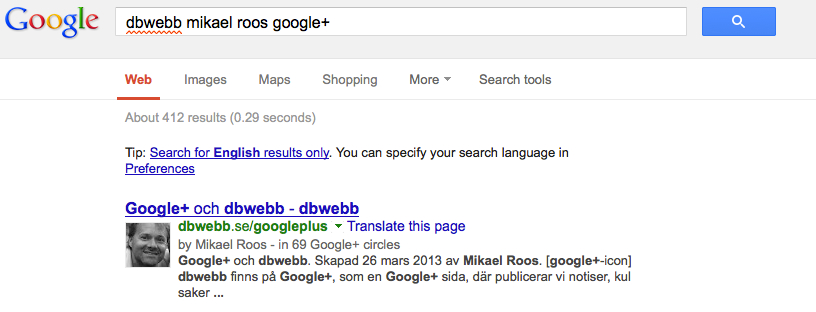 Google dbwebb mikael roos google+
Web Images Maps Shopping More Search tools
About 412 results (0.29 seconds)
Tip: Search for English results only. You can specify your search language in
Preferences
Google+ och dbwebb - dbwebb
dbwebb.se/googleplus Translate this page
by Mikael Roos - in 69 Google+ circles
Google+ och dbwebb. Skapad 26 mars 2013 av Mikael Roos. [google+-icon]
dbwebb finns på Google+, som en Google+ sida, där publicerar vi notiser, kul
saker ...